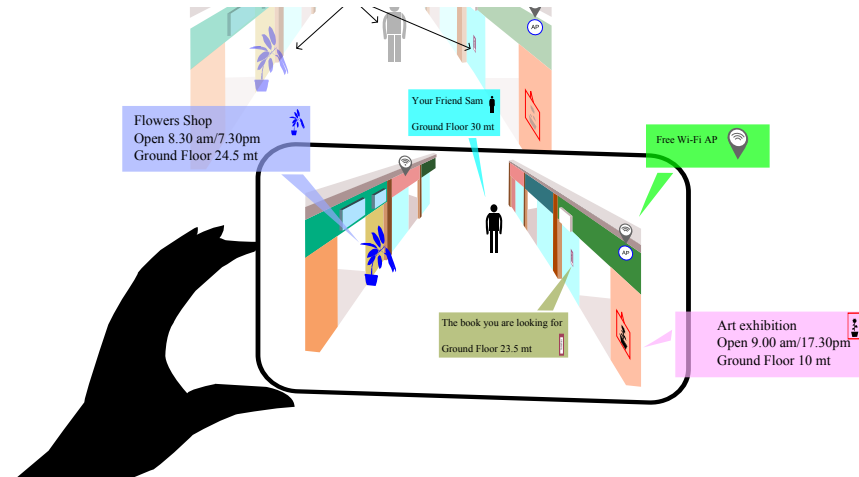 AP
Your Friend Sam
Ground Floor 30 mt
Flowers Shop
Open 8.30 am/7.30pm
Ground Floor 24.5 mt
Free Wi-Fi AP
AP
The book you are looking for
Ground Floor 23.5 mt
Art exhibition
Open 9.00 am/17.30pm
Ground Floor 10 mt